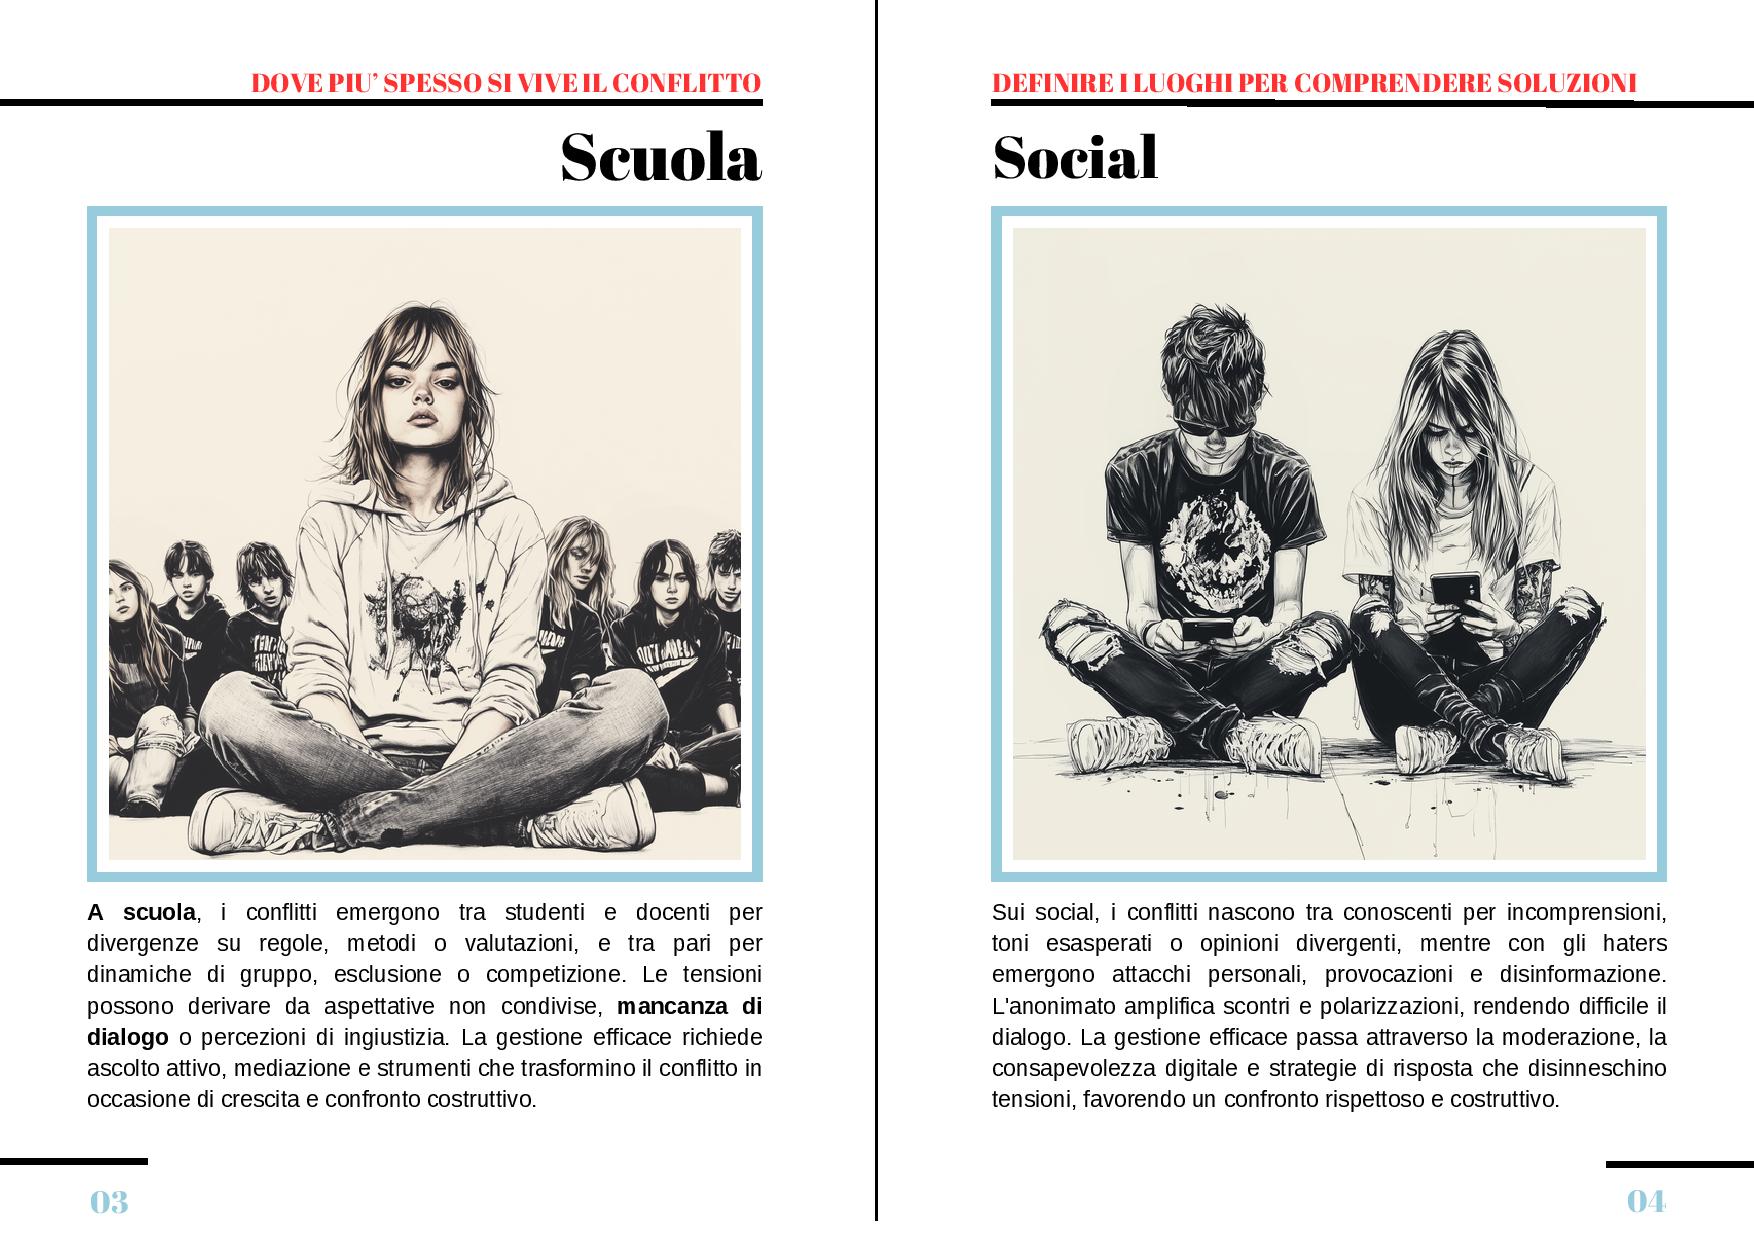 DOVE PIU’ SPESSO SI VIVE IL CONFLITTO
Scuola
A scuola, i conflitti emergono tra studenti e docenti per
divergenze su regole, metodi o valutazioni, e tra pari per
dinamiche di gruppo, esclusione o competizione. Le tensioni
possono derivare da aspettative non condivise, mancanza di
dialogo o percezioni di ingiustizia. La gestione efficace richiede
ascolto attivo, mediazione e strumenti che trasformino il conflitto in
occasione di crescita e confronto costruttivo.
03
DEFINIRE I LUOGHI PER COMPRENDERE SOLUZIONI
Social
Sui social, i conflitti nascono tra conoscenti per incomprensioni,
toni esasperati o opinioni divergenti, mentre con gli haters
emergono attacchi personali, provocazioni e disinformazione.
L'anonimato amplifica scontri e polarizzazioni, rendendo difficile il
dialogo. La gestione efficace passa attraverso la moderazione, la
consapevolezza digitale e strategie di risposta che disinneschino
tensioni, favorendo un confronto rispettoso e costruttivo.
04